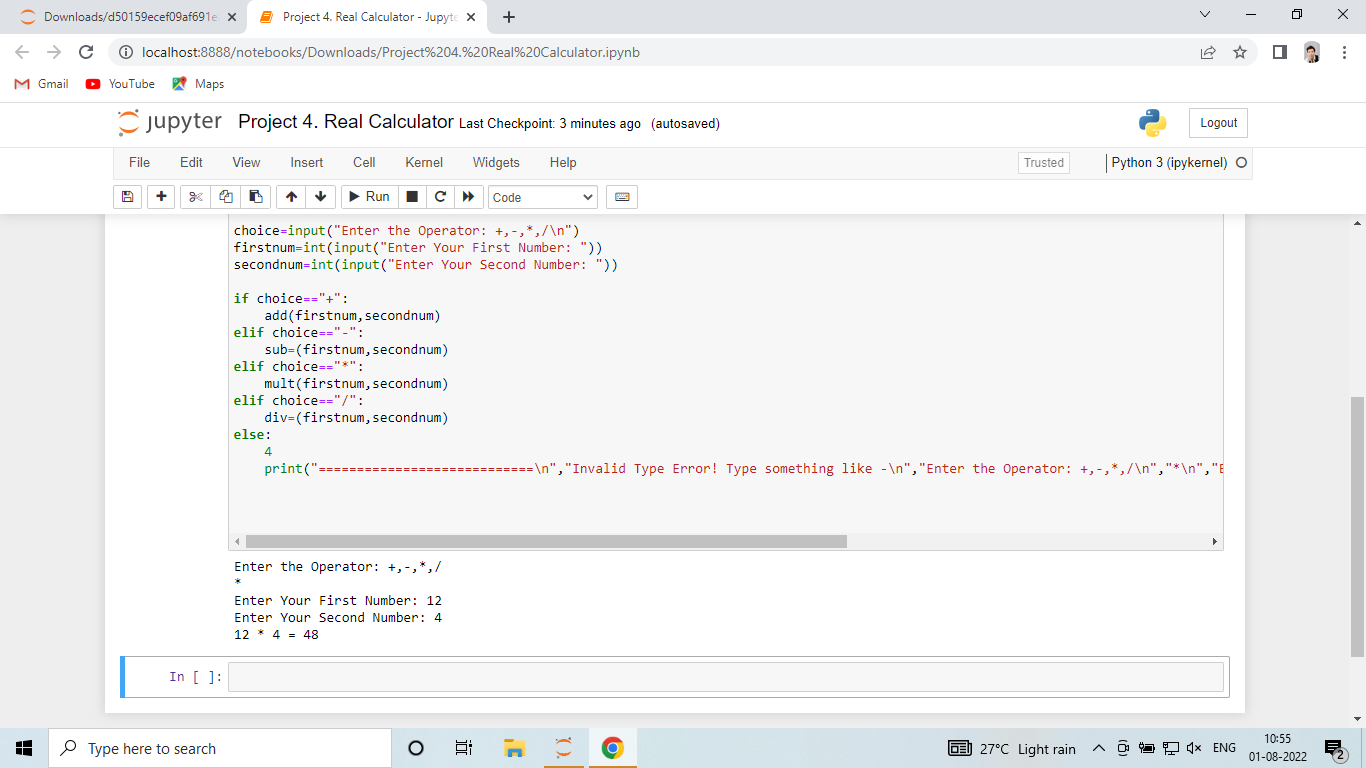 Downloads/d50159ecef09af691e
Project 4. Real Calculator - Jupyte
localhost:8888/notebooks/Downloads/Project%204.%20Real%20Calculator.ipynb
Gmail YouTube Maps
jupyter Project 4. Real Calculator Last Checkpoint: 3 minutes ago (autosaved)
Logout
File Edit View Insert Cell Kernel Widgets Help
Trusted
Python 3 (ipykernel)
Run
Code
choice=input("Enter the Operator: +,-,*,/\n")
firstnum=int(input("Enter Your First Number: "))
secondnum=int(input("Enter Your Second Number: "))
if choice=="+":
    add(firstnum,secondnum)
elif choice=="-":
    sub=(firstnum,secondnum)
elif choice=="*":
    mult(firstnum,secondnum)
elif choice=="/":
    div=(firstnum,secondnum)
else:
    4
    print("============================\n","Invalid Type Error! Type something like -\n","Enter the Operator: +,-,*,/\n","*\n","E
Enter the Operator: +,-,*,/
*
Enter Your First Number: 12
Enter Your Second Number: 4
12 * 4 = 48
In [ ]:
Type here to search
27°C Light rain
ENG
10:55
01-08-2022
2